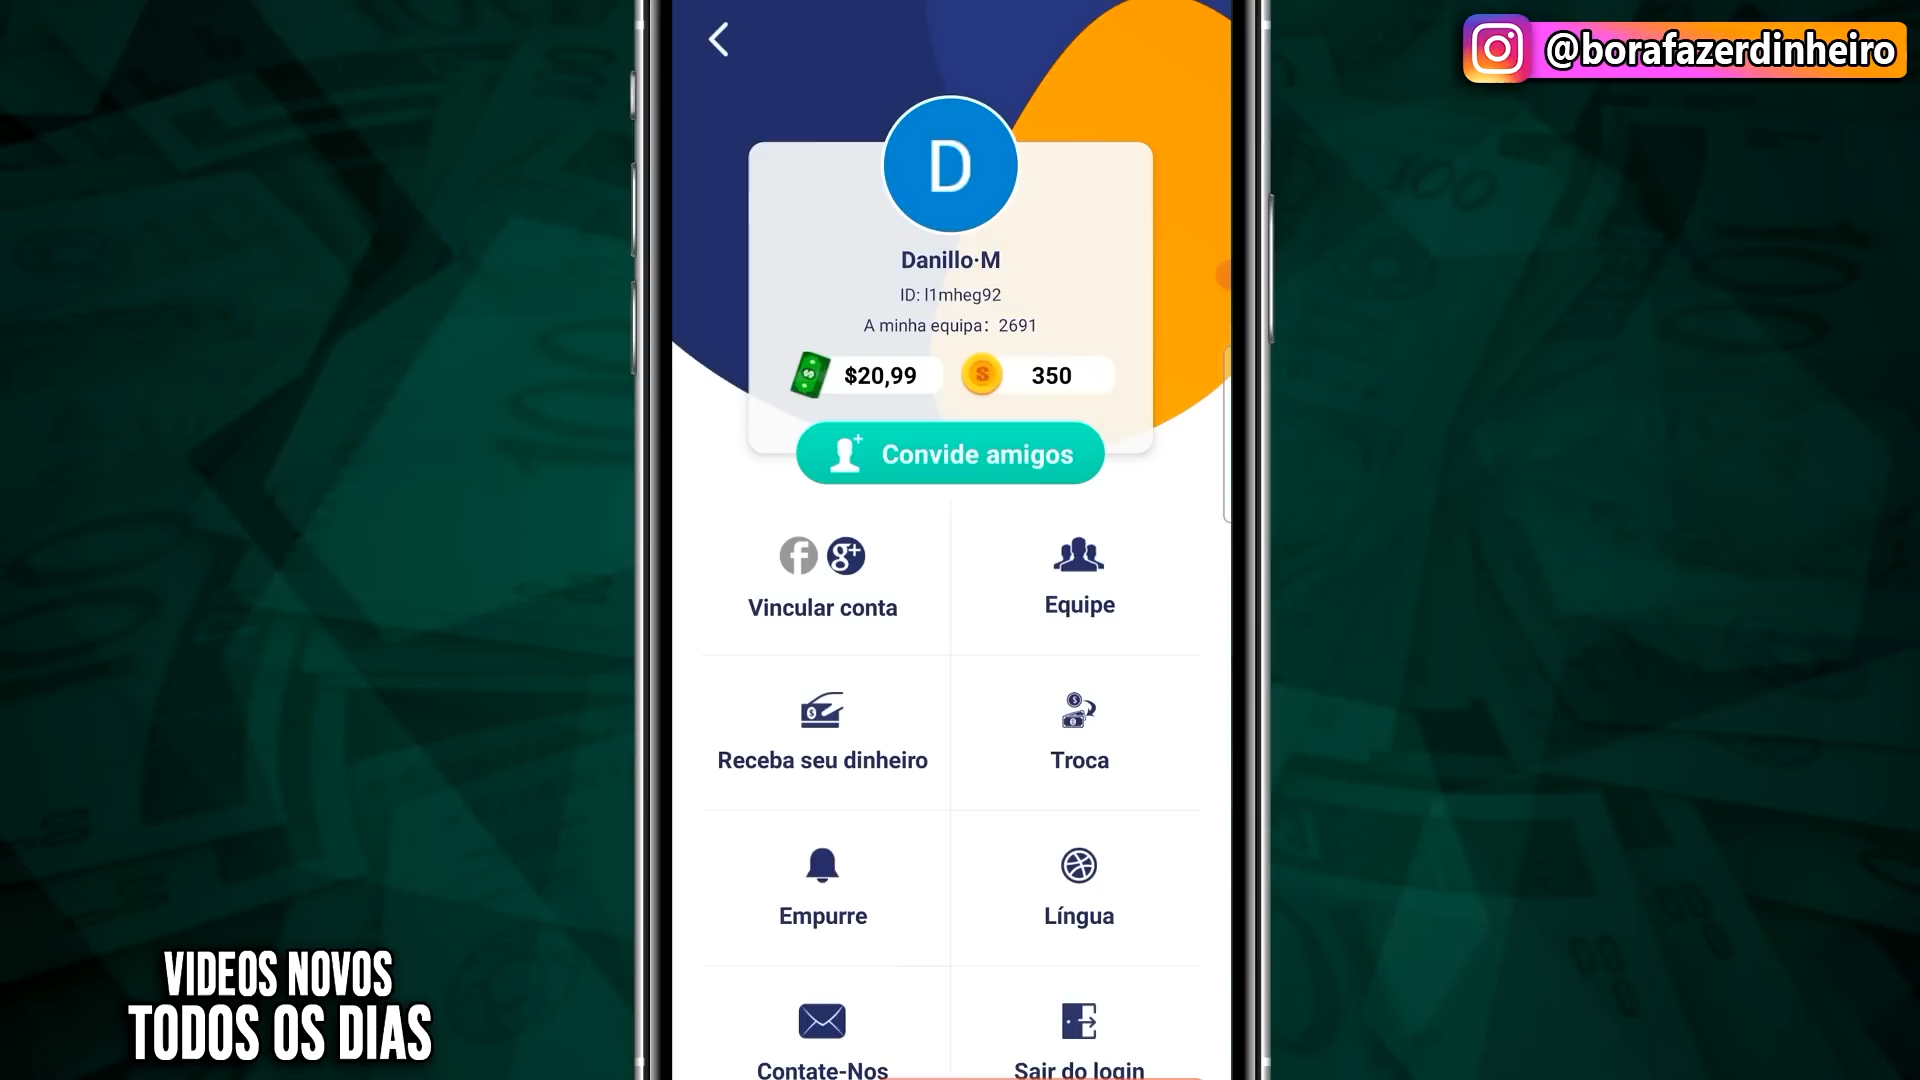 @borafazerdinheiro
D
Danillo·M
ID: l1mheg92
A minha equipa: 2691
$20,99
350
Convide amigos
Vincular conta
Equipe
Receba seu dinheiro
Troca
Empurre
Língua
Contate-Nos
Sair do login
VIDEOS NOVOS
TODOS OS DIAS